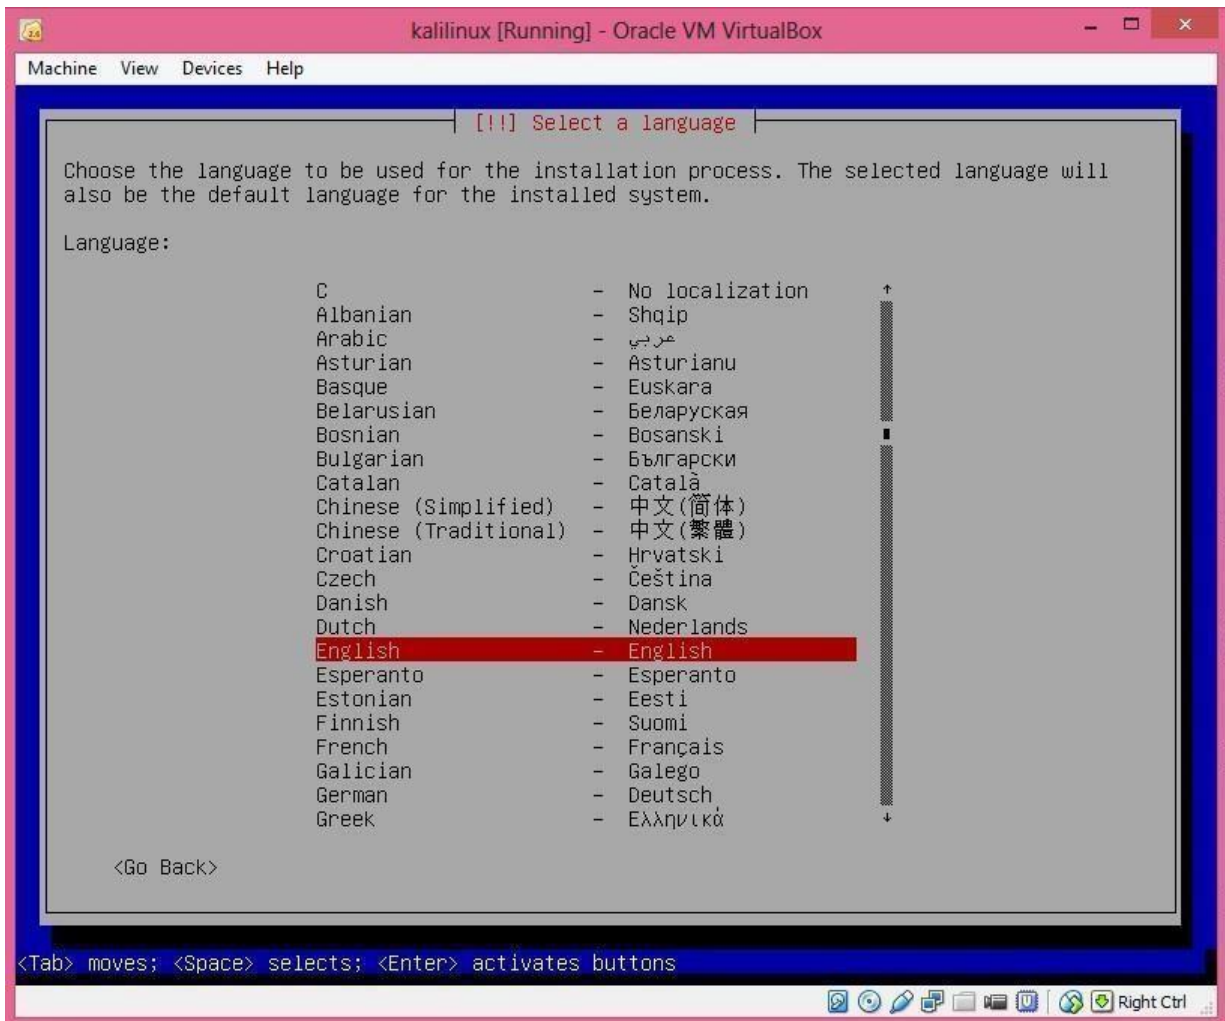 kalilinux [Running] - Oracle VM VirtualBox
Machine View Devices Help
[!!] Select a language
Choose the language to be used for the installation process. The selected language will
also be the default language for the installed system.
Language:
C - No localization
Albanian - Shqip
Arabic - عربي
Asturian - Asturianu
Basque - Euskara
Belarusian - Беларуская
Bosnian - Bosanski
Bulgarian - Български
Catalan - Català
Chinese (Simplified) - 中文(简体)
Chinese (Traditional) - 中文(繁體)
Croatian - Hrvatski
Czech - Čeština
Danish - Dansk
Dutch - Nederlands
English - English
Esperanto - Esperanto
Estonian - Eesti
Finnish - Suomi
French - Français
Galician - Galego
German - Deutsch
Greek - Ελληνικά
<Go Back>
<Tab> moves; <Space> selects; <Enter> activates buttons
Right Ctrl